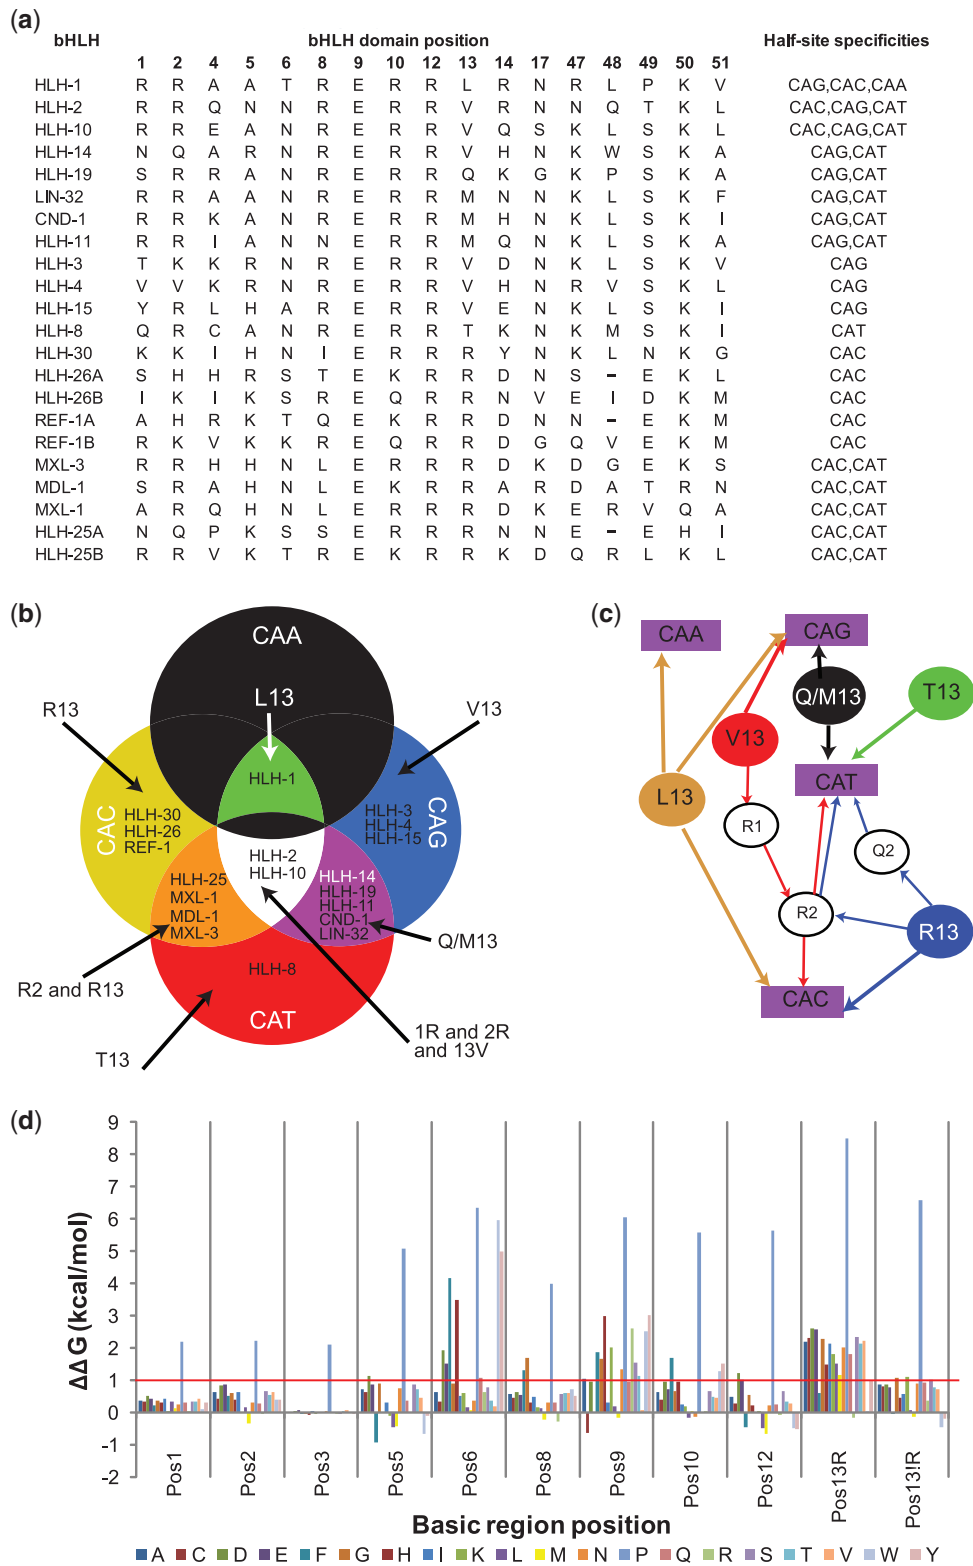 (a)
bHLH bHLH domain position Half-site specificities
1 2 4 5 6 8 9 10 12 13 14 17 47 48 49 50 51
HLH-1 R R A A T R E R R L R N R L P K V CAG,CAC,CAA
HLH-2 R R Q N N R E R R V R N N Q T K L CAC,CAG,CAT
HLH-10 R R E A N R E R R V Q S K L S K L CAC,CAG,CAT
HLH-14 N Q A R N R E R R V H N K W S K A CAG,CAT
HLH-19 S R R A N R E R R Q K G K P S K A CAG,CAT
LIN-32 R R A A N R E R R M N N K L S K F CAG,CAT
CND-1 R R K A N R E R R M H N K L S K I CAG,CAT
HLH-11 R R I A N N E R R M Q N K L S K A CAG,CAT
HLH-3 T K K R N R E R R V D N K L S K V CAG
HLH-4 V V K R N R E R R V H N R V S K L CAG
HLH-15 Y R L H A R E R R V E N K L S K I CAG
HLH-8 Q R C A N R E R R T K N K M S K I CAT
HLH-30 K K I H N I E R R R Y N K L N K G CAC
HLH-26A S H H R S T E K R R D N S – E K L CAC
HLH-26B I K I K S R E Q R R N V E I D K M CAC
REF-1A A H R K T Q E K R R D N N – E K M CAC
REF-1B R K V K K R E Q R R D G Q V E K M CAC
MXL-3 R R H H N L E R R R D K D G E K S CAC,CAT
MDL-1 S R A H N L E K R R A R D A T R N CAC,CAT
MXL-1 A R Q H N L E R R R D K E R V Q A CAC,CAT
HLH-25A N Q P K S S E R R R N N E – E H I CAC,CAT
HLH-25B R R V K T R E K R R K D Q R L K L CAC,CAT
(b)
CAA
L13
R13
V13
HLH-1
CAC
HLH-30
HLH-26
REF-1
CAG
HLH-3
HLH-4
HLH-15
HLH-2
HLH-10
HLH-25
MXL-1
MDL-1
MXL-3
HLH-14
HLH-19
HLH-11
CND-1
LIN-32
Q/M13
HLH-8
R2 and R13
CAT
1R and 2R
and 13V
T13
(c)
CAA
CAG
Q/M13
T13
V13
CAT
L13
R1
Q2
R2
R13
CAC
(d)
ΔΔG (kcal/mol)
9
8
7
6
5
4
3
2
1
0
-1
-2
Pos1 Pos2 Pos3 Pos5 Pos6 Pos8 Pos9 Pos10 Pos12 Pos13R Pos13!R
Basic region position
A C D E F G H I K L M N P Q R S T V W Y